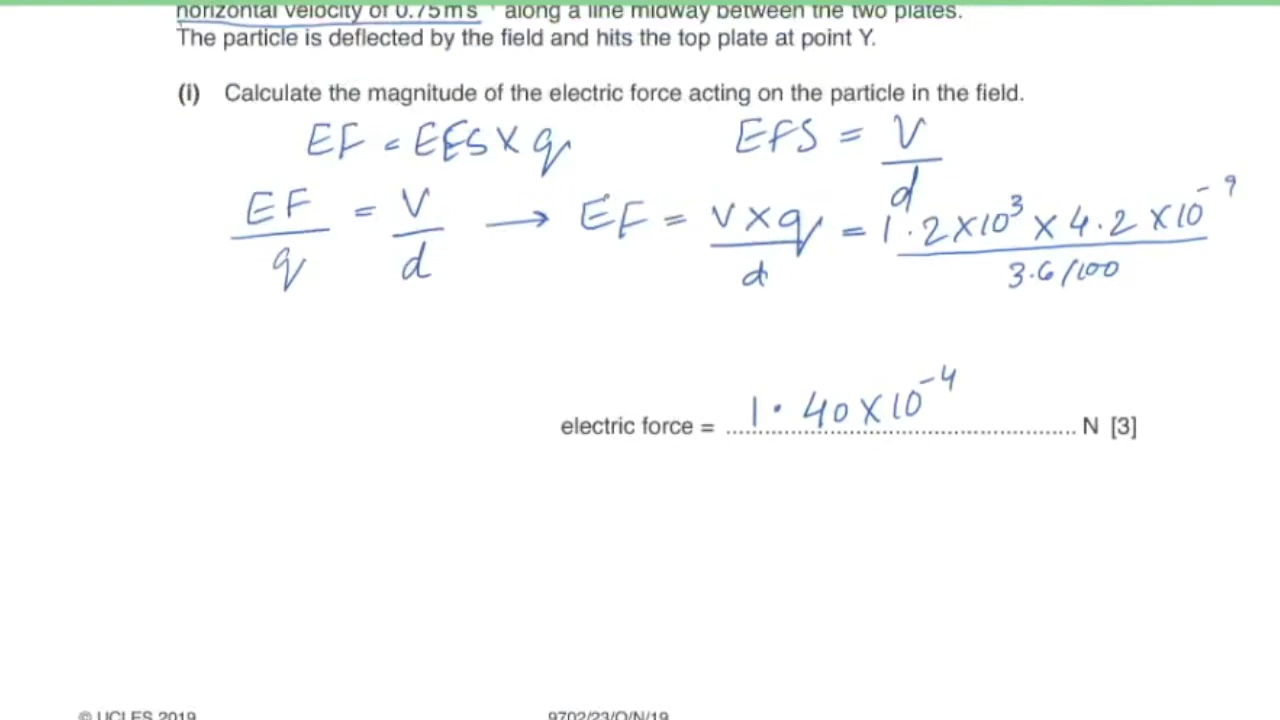 horizontal velocity of 0.75 m s⁻¹ along a line midway between the two plates.
The particle is deflected by the field and hits the top plate at point Y.
(i) Calculate the magnitude of the electric force acting on the particle in the field.
EF = EFS × q EFS = V/d
EF/q = V/d → EF = V×q/d = 1.2×10³ × 4.2×10⁻⁹ / 3.6/100
electric force = 1.40×10⁻⁴ N [3]
© UCLES 2019 9702/23/O/N/19